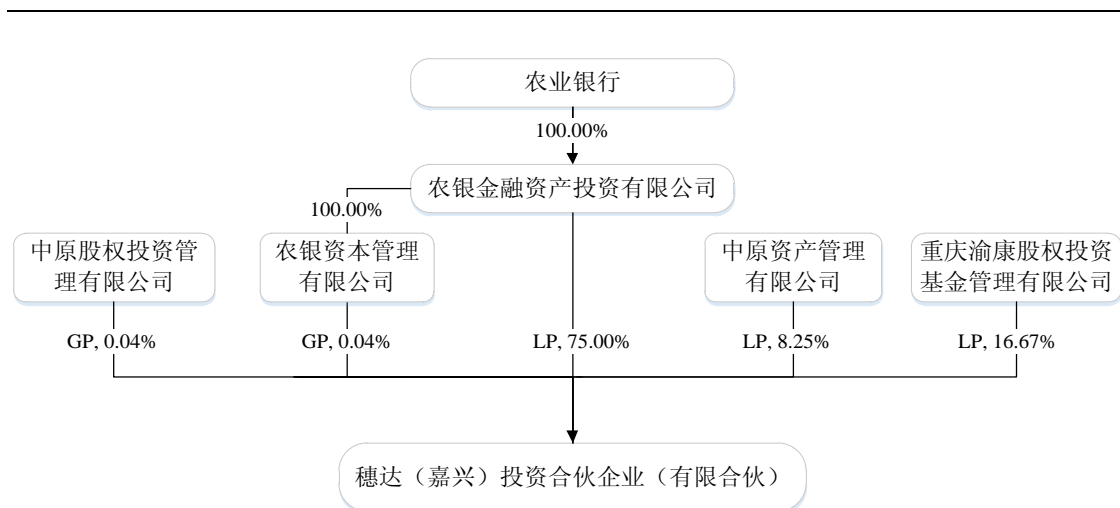 农业银行
100.00%
农银金融资产投资有限公司
100.00%
中原股权投资管
理有限公司
农银资本管理
有限公司
中原资产管理
有限公司
重庆渝康股权投资
基金管理有限公司
GP, 0.04%
GP, 0.04%
LP, 75.00%
LP, 8.25%
LP, 16.67%
穗达（嘉兴）投资合伙企业（有限合伙）